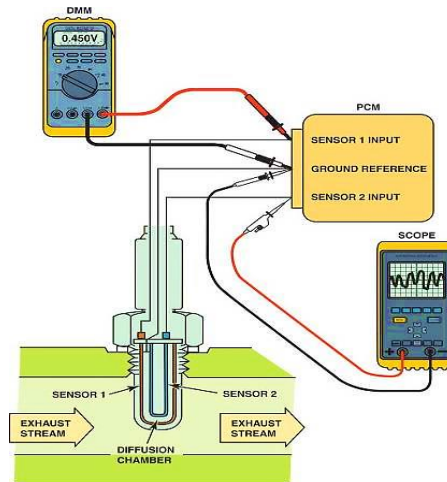 DMM
0.450V
PCM
SENSOR 1 INPUT
GROUND REFERENCE
SENSOR 2 INPUT
SCOPE
SENSOR 1
SENSOR 2
EXHAUST
STREAM
EXHAUST
STREAM
DIFFUSION
CHAMBER